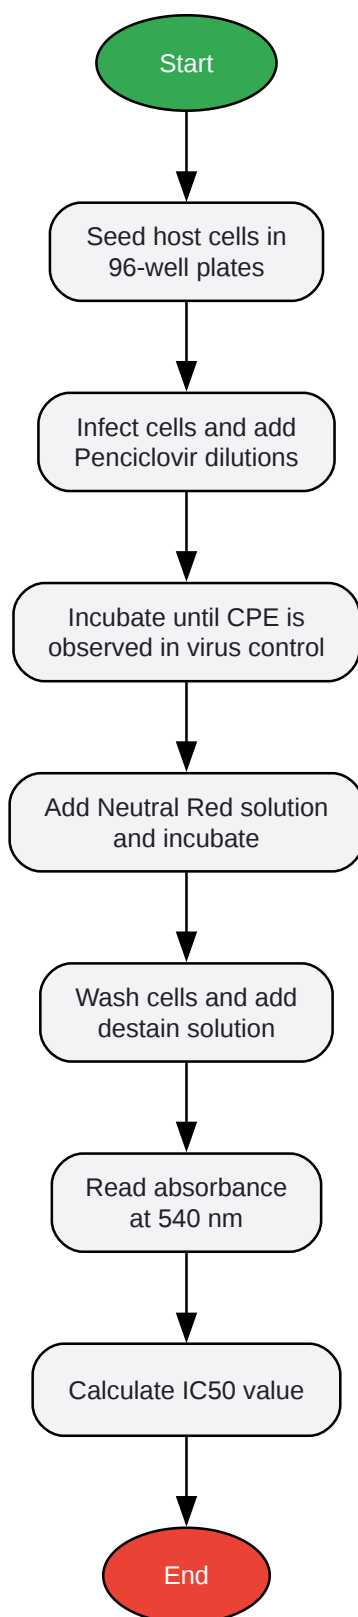 Start
Seed host cells in
96-well plates
Infect cells and add
Penciclovir dilutions
Incubate until CPE is
observed in virus control
Add Neutral Red solution
and incubate
Wash cells and add
destain solution
Read absorbance
at 540 nm
Calculate IC50 value
End